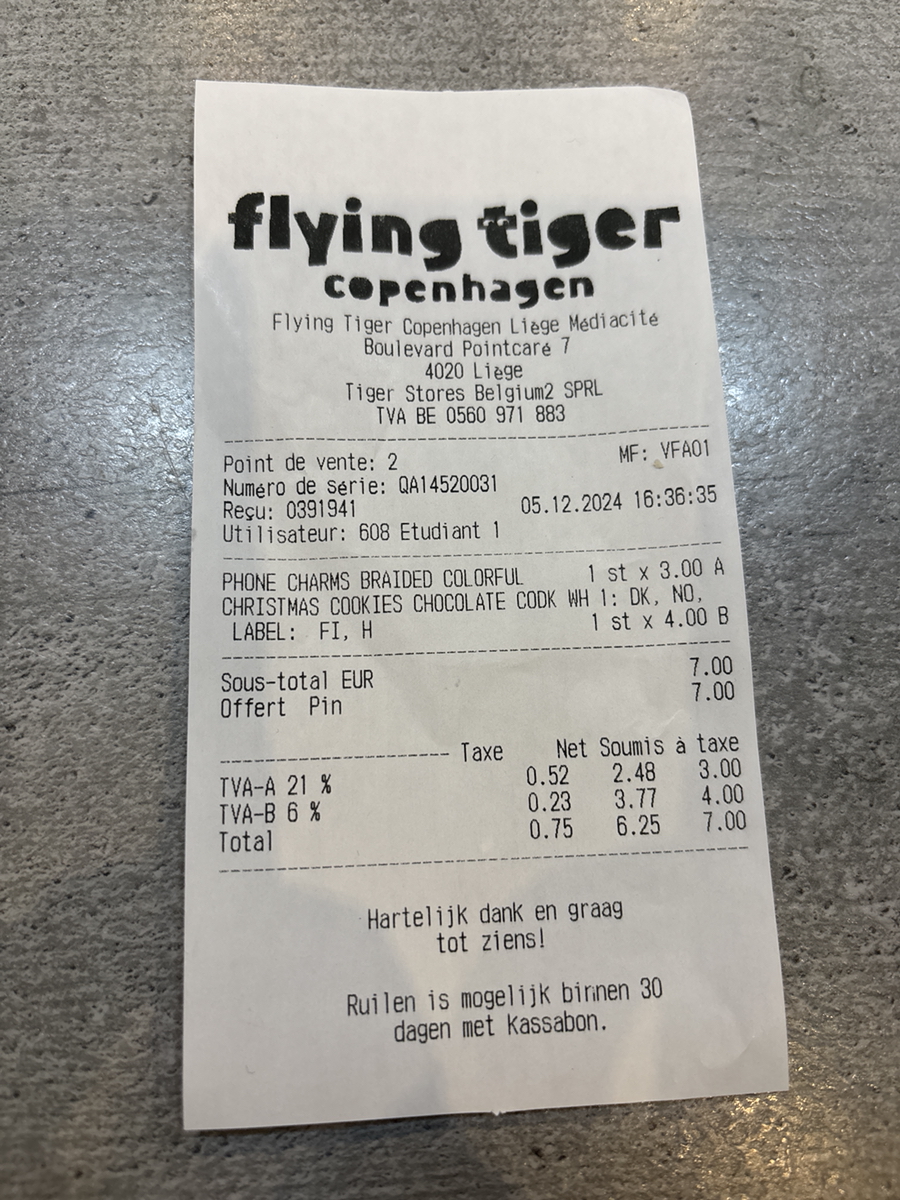 flying tiger
copenhagen
Flying Tiger Copenhagen Liège Médiacité
Boulevard Pointcaré 7
4020 Liège
Tiger Stores Belgium2 SPRL
TVA BE 0560 971 883
Point de vente: 2 MF: VFA01
Numéro de série: QA14520031
Reçu: 0391941 05.12.2024 16:36:35
Utilisateur: 608 Etudiant 1
PHONE CHARMS BRAIDED COLORFUL 1 st x 3.00 A
CHRISTMAS COOKIES CHOCOLATE CODK WH 1: DK, NO,
LABEL: FI, H 1 st x 4.00 B
Sous-total EUR 7.00
Offert Pin 7.00
Taxe Net Soumis à taxe
TVA-A 21 % 0.52 2.48 3.00
TVA-B 6 % 0.23 3.77 4.00
Total 0.75 6.25 7.00
Hartelijk dank en graag
tot ziens!
Ruilen is mogelijk binnen 30
dagen met kassabon.